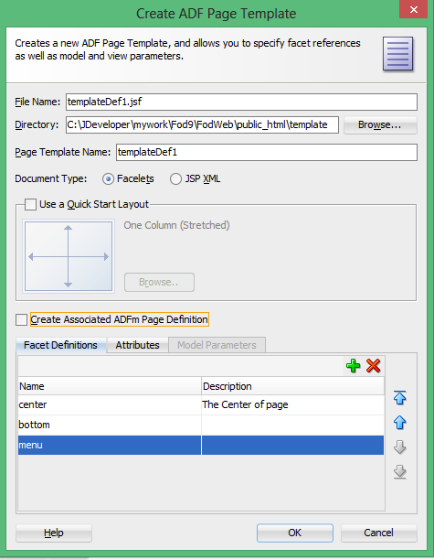 Create ADF Page Template
Creates a new ADF Page Template, and allows you to specify facet references
as well as model and view parameters.
File Name: templateDef1.jsf
Directory: C:\JDeveloper\mywork\Fod9\FodWeb\public_html\template Browse...
Page Template Name: templateDef1
Document Type: Facelets JSP XML
Use a Quick Start Layout
One Column (Stretched)
Browse..
Create Associated ADFm Page Definition
Facet Definitions Attributes Model Parameters
Name Description
center The Center of page
bottom
menu
Help OK Cancel